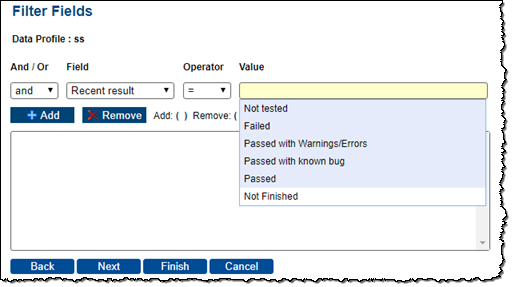 Filter Fields
Data Profile : ss
And / Or Field Operator Value
and Recent result =
Add Remove Add: ( ) Remove: (
Not tested
Failed
Passed with Warnings/Errors
Passed with known bug
Passed
Not Finished
Back Next Finish Cancel